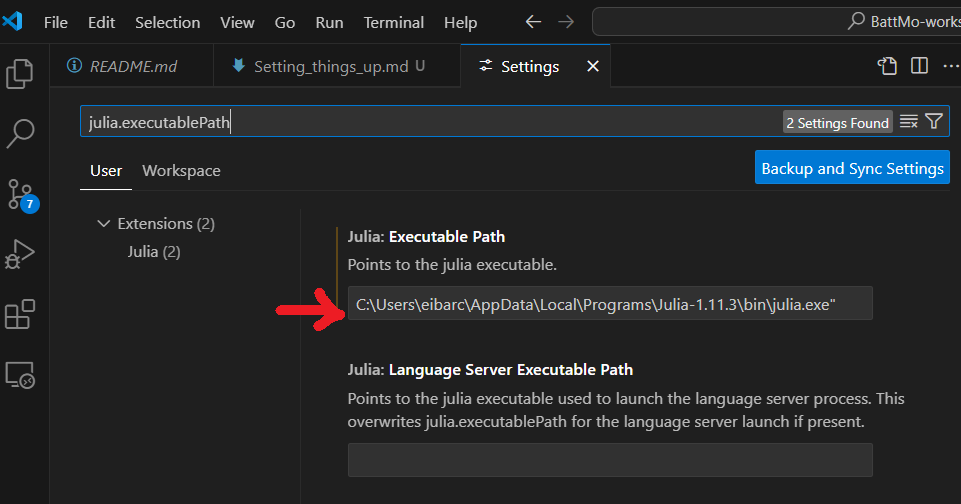 File Edit Selection View Go Run Terminal Help BattMo-works
README.md Setting_things_up.md U Settings
julia.executablePath 2 Settings Found
User Workspace Backup and Sync Settings
Extensions (2)
Julia (2)
7
Julia: Executable Path
Points to the julia executable.
C:\Users\eibarc\AppData\Local\Programs\Julia-1.11.3\bin\julia.exe"
Julia: Language Server Executable Path
Points to the julia executable used to launch the language server process. This
overwrites julia.executablePath for the language server launch if present.